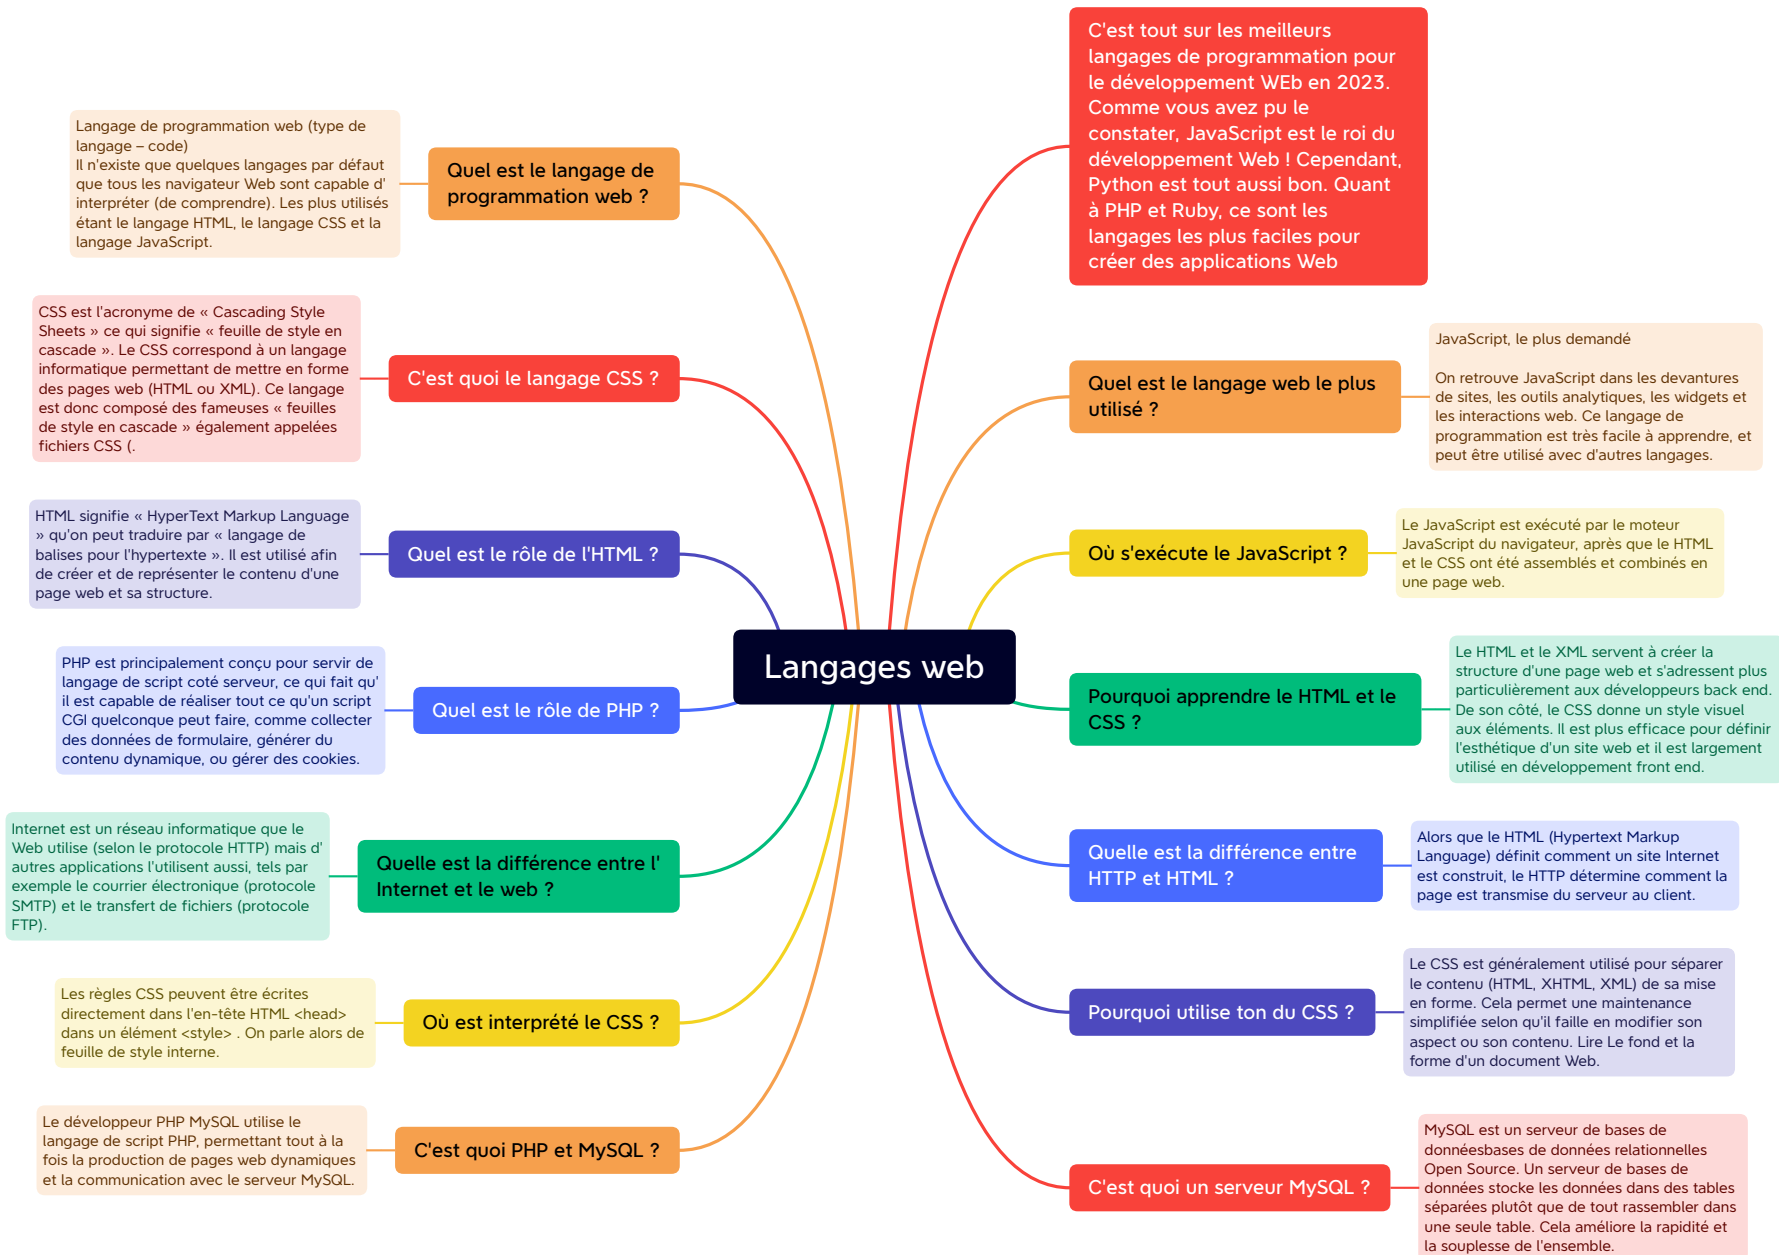 Langages web
C'est tout sur les meilleurs
langages de programmation pour
le développement WEb en 2023.
Comme vous avez pu le
constater, JavaScript est le roi du
développement Web ! Cependant,
Python est tout aussi bon. Quant
à PHP et Ruby, ce sont les
langages les plus faciles pour
créer des applications Web
Quel est le langage web le plus
utilisé ?
JavaScript, le plus demandé
On retrouve JavaScript dans les devantures
de sites, les outils analytiques, les widgets et
les interactions web. Ce langage de
programmation est très facile à apprendre, et
peut être utilisé avec d'autres langages.
Où s'exécute le JavaScript ?
Le JavaScript est exécuté par le moteur
JavaScript du navigateur, après que le HTML
et le CSS ont été assemblés et combinés en
une page web.
Pourquoi apprendre le HTML et le
CSS ?
Le HTML et le XML servent à créer la
structure d'une page web et s'adressent plus
particulièrement aux développeurs back end.
De son côté, le CSS donne un style visuel
aux éléments. Il est plus efficace pour définir
l'esthétique d'un site web et il est largement
utilisé en développement front end.
Quelle est la différence entre
HTTP et HTML ?
Alors que le HTML (Hypertext Markup
Language) définit comment un site Internet
est construit, le HTTP détermine comment la
page est transmise du serveur au client.
Pourquoi utilise ton du CSS ?
Le CSS est généralement utilisé pour séparer
le contenu (HTML, XHTML, XML) de sa mise
en forme. Cela permet une maintenance
simplifiée selon qu'il faille en modifier son
aspect ou son contenu. Lire Le fond et la
forme d'un document Web.
C'est quoi un serveur MySQL ?
MySQL est un serveur de bases de
donnéesbases de données relationnelles
Open Source. Un serveur de bases de
données stocke les données dans des tables
séparées plutôt que de tout rassembler dans
une seule table. Cela améliore la rapidité et
la souplesse de l'ensemble.
Quel est le langage de
programmation web ?
Langage de programmation web (type de
langage – code)
Il n'existe que quelques langages par défaut
que tous les navigateur Web sont capable d'
interpréter (de comprendre). Les plus utilisés
étant le langage HTML, le langage CSS et la
langage JavaScript.
C'est quoi le langage CSS ?
CSS est l'acronyme de « Cascading Style
Sheets » ce qui signifie « feuille de style en
cascade ». Le CSS correspond à un langage
informatique permettant de mettre en forme
des pages web (HTML ou XML). Ce langage
est donc composé des fameuses « feuilles
de style en cascade » également appelées
fichiers CSS (.
Quel est le rôle de l'HTML ?
HTML signifie « HyperText Markup Language
» qu'on peut traduire par « langage de
balises pour l'hypertexte ». Il est utilisé afin
de créer et de représenter le contenu d'une
page web et sa structure.
Quel est le rôle de PHP ?
PHP est principalement conçu pour servir de
langage de script coté serveur, ce qui fait qu'
il est capable de réaliser tout ce qu'un script
CGI quelconque peut faire, comme collecter
des données de formulaire, générer du
contenu dynamique, ou gérer des cookies.
Quelle est la différence entre l'
Internet et le web ?
Internet est un réseau informatique que le
Web utilise (selon le protocole HTTP) mais d'
autres applications l'utilisent aussi, tels par
exemple le courrier électronique (protocole
SMTP) et le transfert de fichiers (protocole
FTP).
Où est interprété le CSS ?
Les règles CSS peuvent être écrites
directement dans l'en-tête HTML <head>
dans un élément <style> . On parle alors de
feuille de style interne.
C'est quoi PHP et MySQL ?
Le développeur PHP MySQL utilise le
langage de script PHP, permettant tout à la
fois la production de pages web dynamiques
et la communication avec le serveur MySQL.